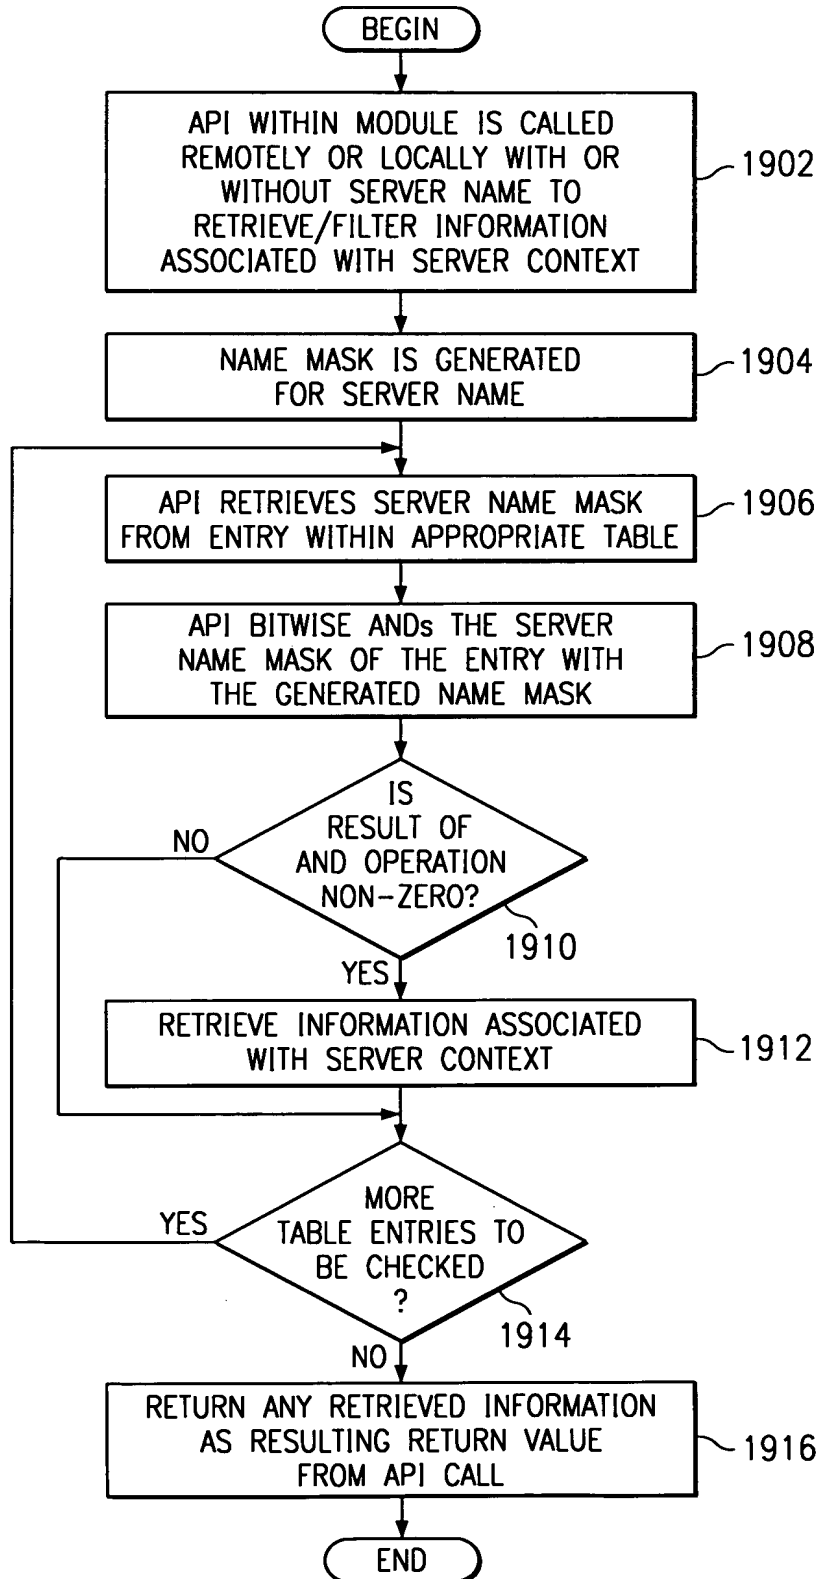 BEGIN
API WITHIN MODULE IS CALLED
REMOTELY OR LOCALLY WITH OR
WITHOUT SERVER NAME TO
RETRIEVE/FILTER INFORMATION
ASSOCIATED WITH SERVER CONTEXT
1902
NAME MASK IS GENERATED
FOR SERVER NAME
1904
API RETRIEVES SERVER NAME MASK
FROM ENTRY WITHIN APPROPRIATE TABLE
1906
API BITWISE ANDs THE SERVER
NAME MASK OF THE ENTRY WITH
THE GENERATED NAME MASK
1908
IS
RESULT OF
AND OPERATION
NON-ZERO?
NO
1910
YES
RETRIEVE INFORMATION ASSOCIATED
WITH SERVER CONTEXT
1912
MORE
TABLE ENTRIES TO
BE CHECKED
?
YES
1914
NO
RETURN ANY RETRIEVED INFORMATION
AS RESULTING RETURN VALUE
FROM API CALL
1916
END